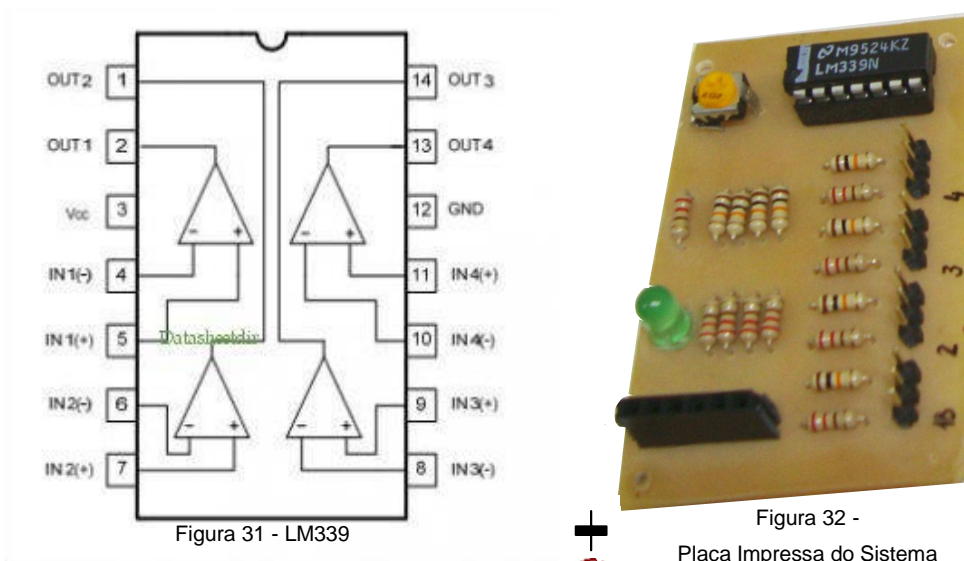 OUT2 1 14 OUT3
OUT1 2 13 OUT4
Vcc 3 12 GND
IN1(-) 4 11 IN4(+)
IN1(+) 5 10 IN4(-)
IN2(-) 6 9 IN3(+)
IN2(+) 7 8 IN3(-)
- + - +
Datasheetdir
- + - +
Figura 31 - LM339
M9524KZ
LM339N
4
3
2
Figura 32 -
Placa Impressa do Sistema